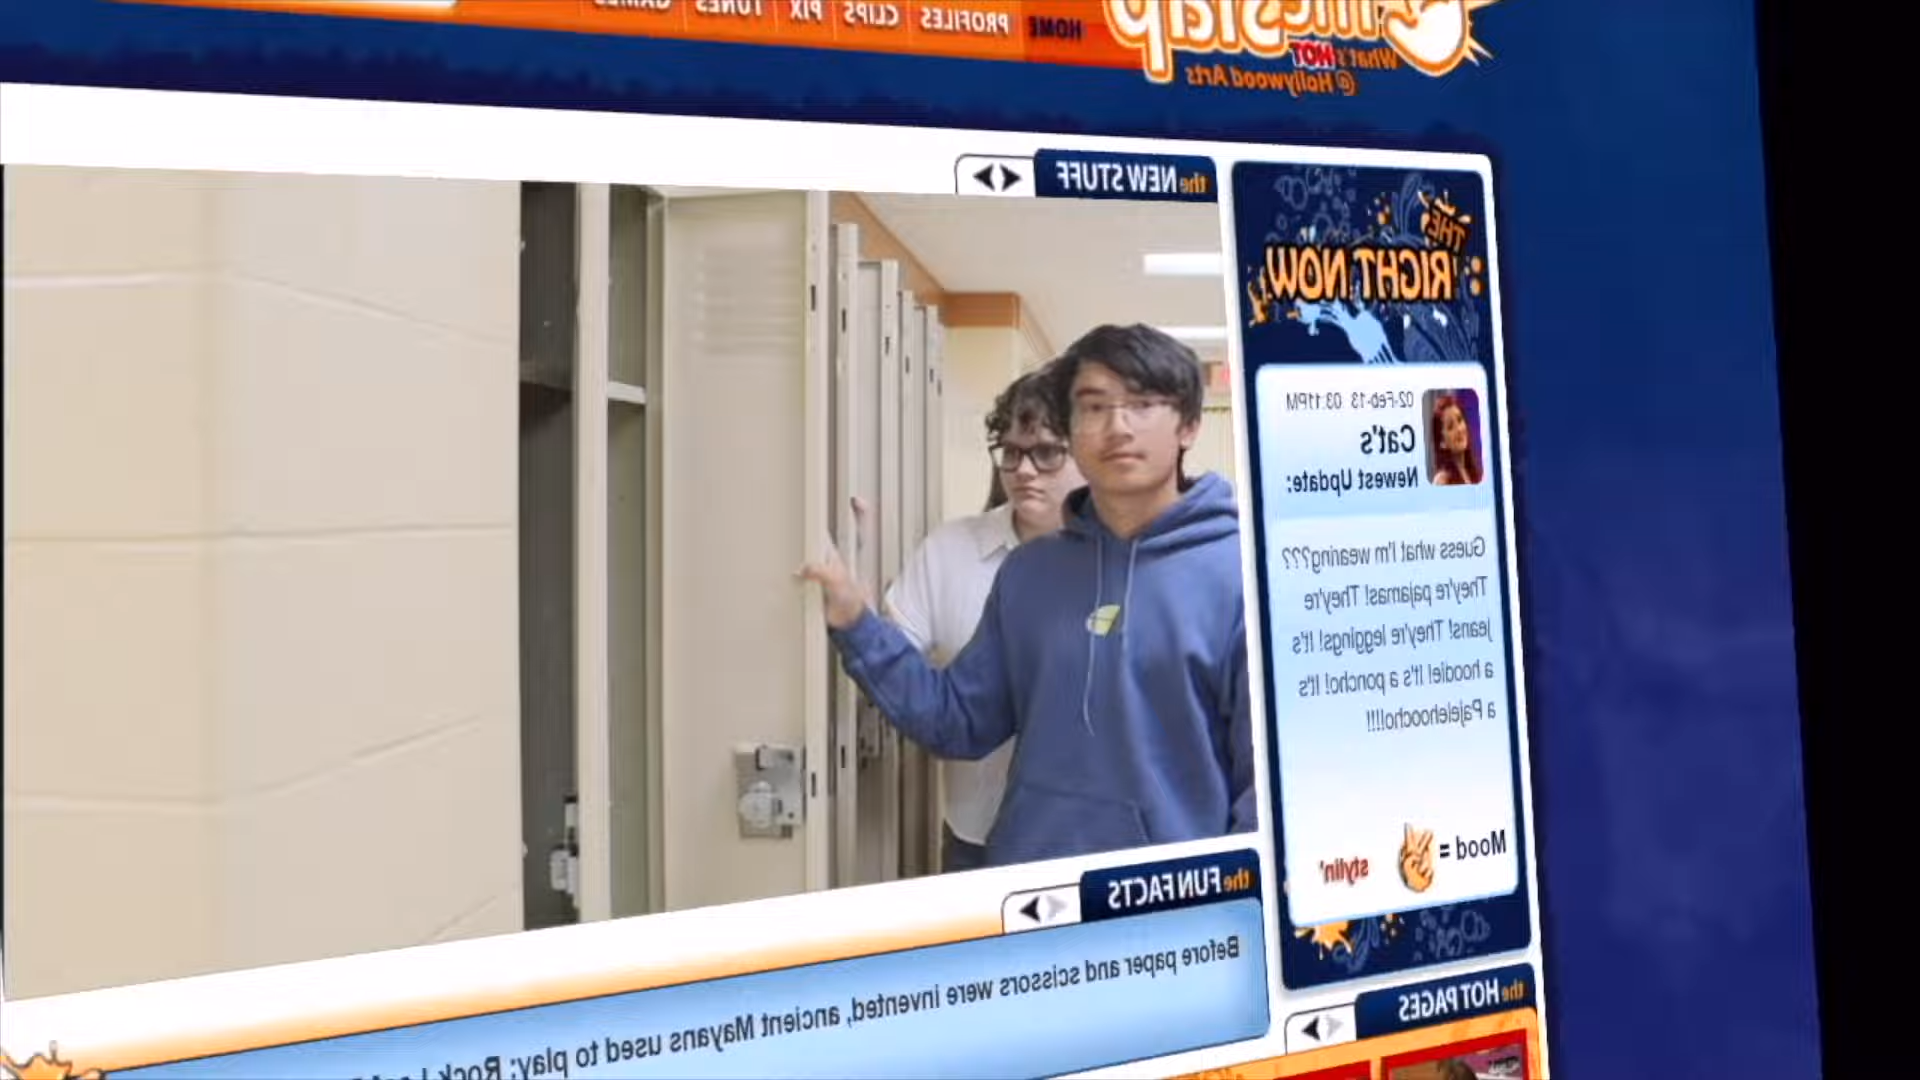 HOME PROFILES CLIPS PIX TUNES GAMES
What's HOT
@ Hollywood Arts
the NEW STUFF
THE
RIGHT NOW
02-Feb-13 03:11PM
Cat's
Newest Update:
Guess what I'm wearing???
They're pajamas! They're
jeans! They're leggings! It's
a hoodie! It's a poncho! It's
a Pajelehoocho!!!!
Mood =
stylin'
the FUN FACTS
Before paper and scissors were invented, ancient Mayans used to play: Rock
the HOT PAGES